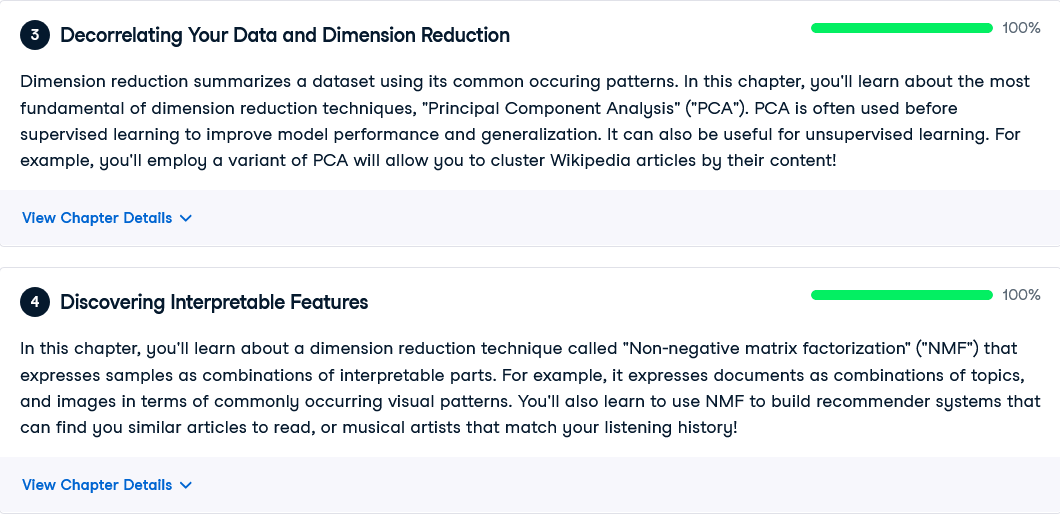 3 Decorrelating Your Data and Dimension Reduction 100%
Dimension reduction summarizes a dataset using its common occuring patterns. In this chapter, you'll learn about the most
fundamental of dimension reduction techniques, "Principal Component Analysis" ("PCA"). PCA is often used before
supervised learning to improve model performance and generalization. It can also be useful for unsupervised learning. For
example, you'll employ a variant of PCA will allow you to cluster Wikipedia articles by their content!
View Chapter Details
4 Discovering Interpretable Features 100%
In this chapter, you'll learn about a dimension reduction technique called "Non-negative matrix factorization" ("NMF") that
expresses samples as combinations of interpretable parts. For example, it expresses documents as combinations of topics,
and images in terms of commonly occurring visual patterns. You'll also learn to use NMF to build recommender systems that
can find you similar articles to read, or musical artists that match your listening history!
View Chapter Details